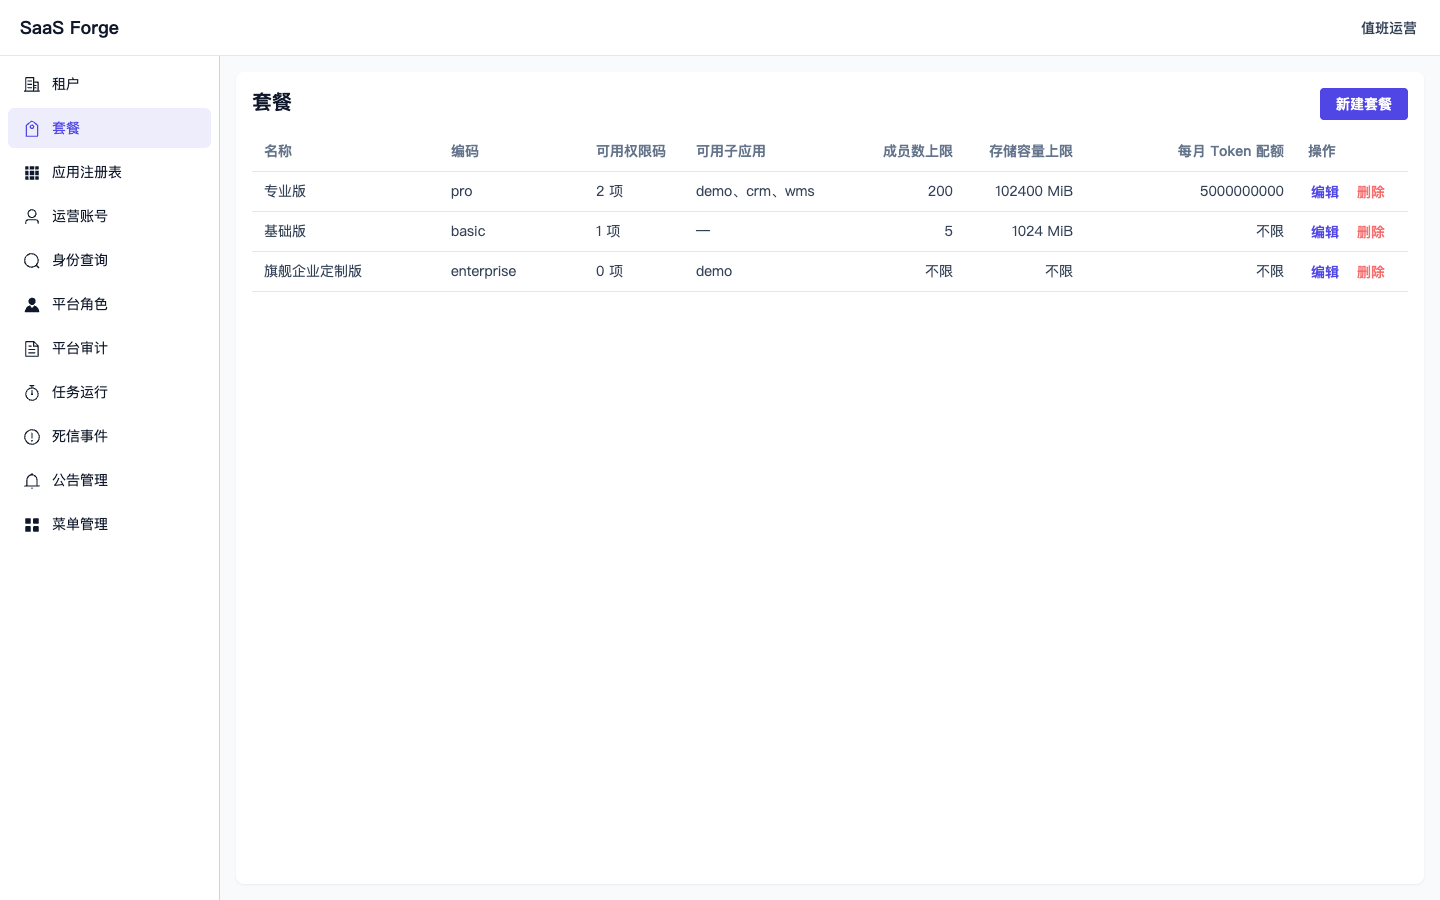 SaaS Forge
值班运营
租户
套餐
应用注册表
运营账号
身份查询
平台角色
平台审计
任务运行
死信事件
公告管理
菜单管理
套餐
新建套餐
名称 编码 可用权限码 可用子应用 成员数上限 存储容量上限 每月 Token 配额 操作
专业版 pro 2 项 demo、crm、wms 200 102400 MiB 5000000000 编辑 删除
基础版 basic 1 项 — 5 1024 MiB 不限 编辑 删除
旗舰企业定制版 enterprise 0 项 demo 不限 不限 不限 编辑 删除